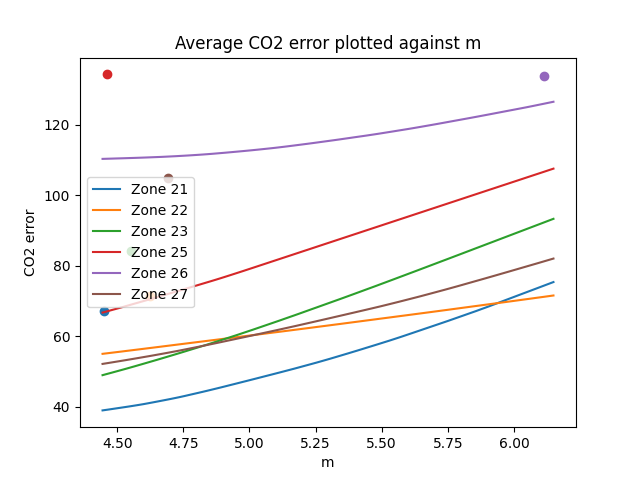 Average CO2 error plotted against m
CO2 error
120
100
80
60
40
Zone 21
Zone 22
Zone 23
Zone 25
Zone 26
Zone 27
4.50 4.75 5.00 5.25 5.50 5.75 6.00
m